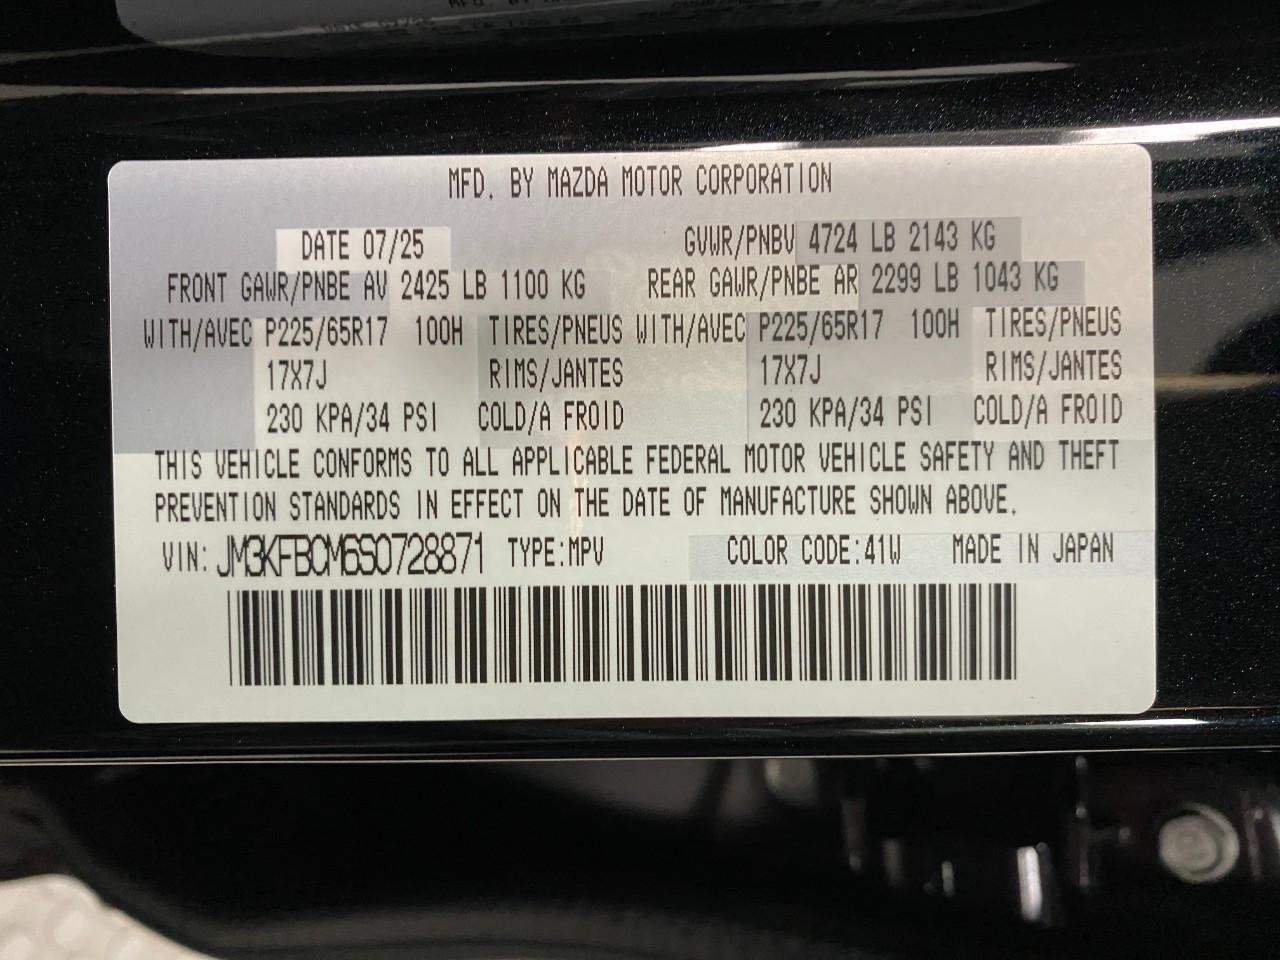 MFD. BY MAZDA MOTOR CORPORATION
DATE 07/25 GVWR/PNBV 4724 LB 2143 KG
FRONT GAWR/PNBE AV 2425 LB 1100 KG REAR GAWR/PNBE AR 2299 LB 1043 KG
WITH/AVEC P225/65R17 100H TIRES/PNEUS WITH/AVEC P225/65R17 100H TIRES/PNEUS
17X7J RIMS/JANTES 17X7J RIMS/JANTES
230 KPA/34 PSI COLD/A FROID 230 KPA/34 PSI COLD/A FROID
THIS VEHICLE CONFORMS TO ALL APPLICABLE FEDERAL MOTOR VEHICLE SAFETY AND THEFT
PREVENTION STANDARDS IN EFFECT ON THE DATE OF MANUFACTURE SHOWN ABOVE.
VIN: JM3KFBCM6S0728871 TYPE:MPV COLOR CODE:41W MADE IN JAPAN